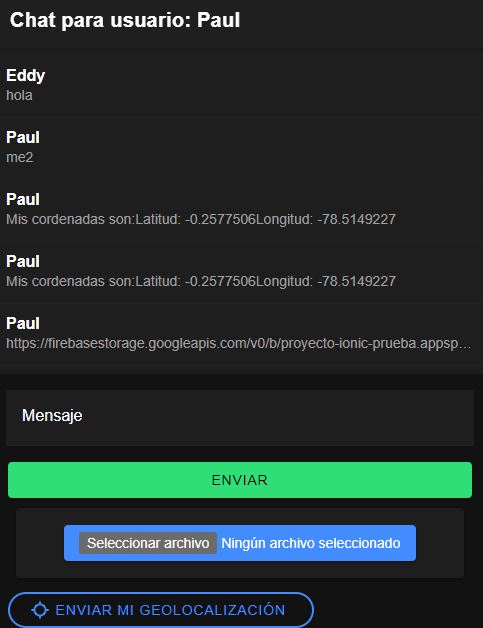 Chat para usuario: Paul
Eddy
hola
Paul
me2
Paul
Mis cordenadas son:Latitud: -0.2577506Longitud: -78.5149227
Paul
Mis cordenadas son:Latitud: -0.2577506Longitud: -78.5149227
Paul
https://firebasestorage.googleapis.com/v0/b/proyecto-ionic-prueba.appsp…
Mensaje
ENVIAR
Seleccionar archivo Ningún archivo seleccionado
ENVIAR MI GEOLOCALIZACIÓN